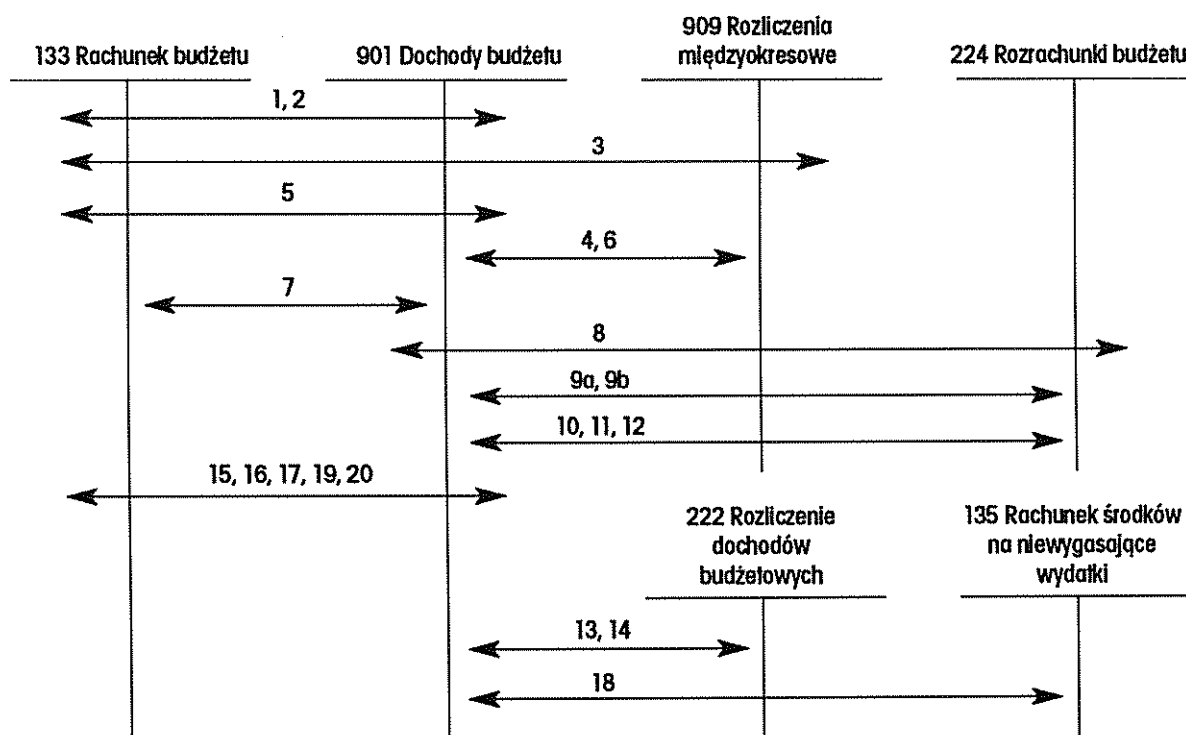 133 Rachunek budżetu
901 Dochody budżetu
909 Rozliczenia
międzyokresowe
224 Rozrachunki budżetu
1, 2
3
5
4, 6
7
8
9a, 9b
10, 11, 12
15, 16, 17, 19, 20
222 Rozliczenie
dochodów
budżetowych
135 Rachunek środków
na niewygasające
wydatki
13, 14
18